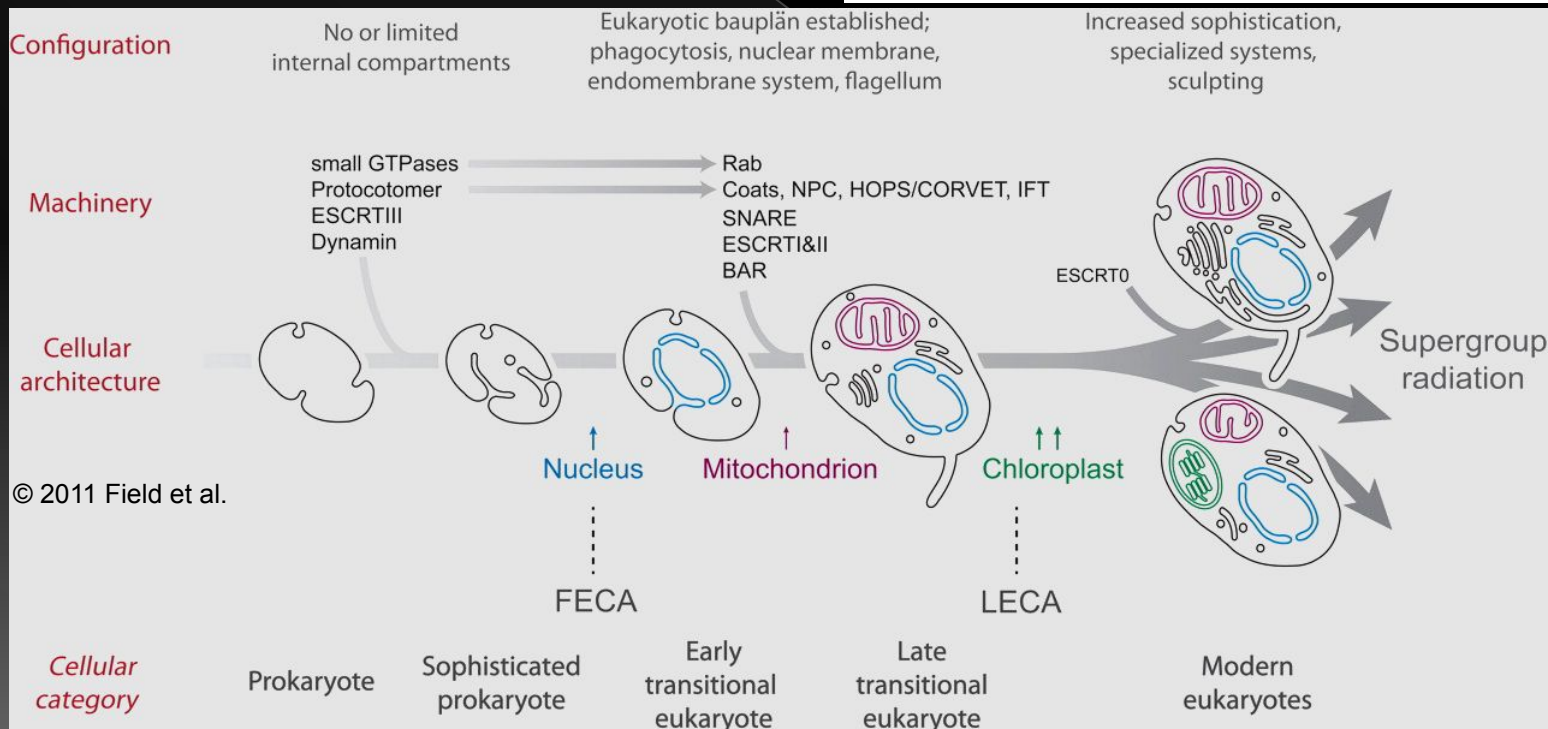 Configuration
No or limited
internal compartments
Eukaryotic bauplän established;
phagocytosis, nuclear membrane,
endomembrane system, flagellum
Increased sophistication,
specialized systems,
sculpting
Machinery
small GTPases
Protocotomer
ESCRTIII
Dynamin
Rab
Coats, NPC, HOPS/CORVET, IFT
SNARE
ESCRTI&II
BAR
ESCRT0
Cellular
architecture
Supergroup
radiation
Nucleus
Mitochondrion
Chloroplast
© 2011 Field et al.
FECA
LECA
Cellular
category
Prokaryote
Sophisticated
prokaryote
Early
transitional
eukaryote
Late
transitional
eukaryote
Modern
eukaryotes